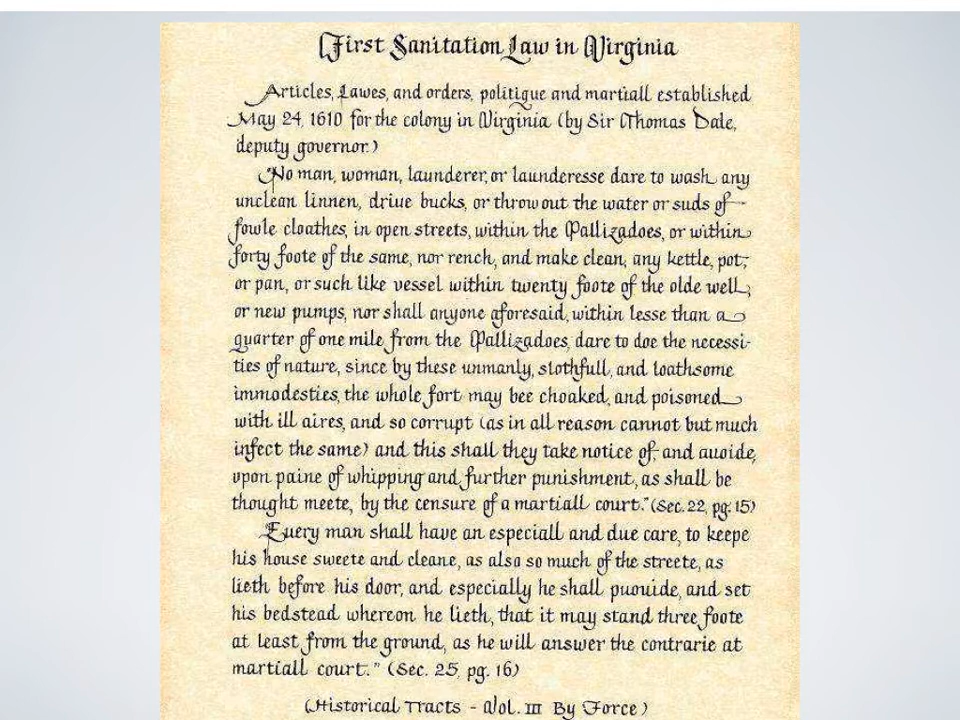 First Sanitation Law in Virginia
Articles, Lawes, and orders, politique and martiall established
May 24, 1610 for the colony in Virginia (by Sir Thomas Dale,
deputy governor.)
No man, woman, launderer, or launderesse dare to wash any
unclean linnen, driue bucks, or throw out the water or suds of
fowle cloathes, in open streets, within the Pallizadoes, or within
forty foote of the same, nor rench, and make clean, any kettle, pot,
or pan, or such like vessel within twenty foote of the olde well,
or new pumps, nor shall anyone aforesaid, within lesse than a
quarter of one mile from the Pallizadoes, dare to doe the necessi-
ties of nature, since by these unmanly, slothfull, and loathsome
immodesties, the whole fort may bee choaked, and poisoned
with ill aires, and so corrupt (as in all reason cannot but much
infect the same) and this shall they take notice of, and auoide,
upon paine of whipping and further punishment, as shall be
thought meete, by the censure of a martiall court." (Sec. 22, pg. 15)
Euery man shall have an especiall and due care, to keepe
his house sweete and cleane, as also so much of the streete, as
lieth before his door, and especially he shall prouide, and set
his bedstead whereon he lieth, that it may stand three foote
at least from the ground, as he will answer the contrarie at
martiall court." (Sec. 25, pg. 16)
(Historical Tracts - Vol. III By Force)